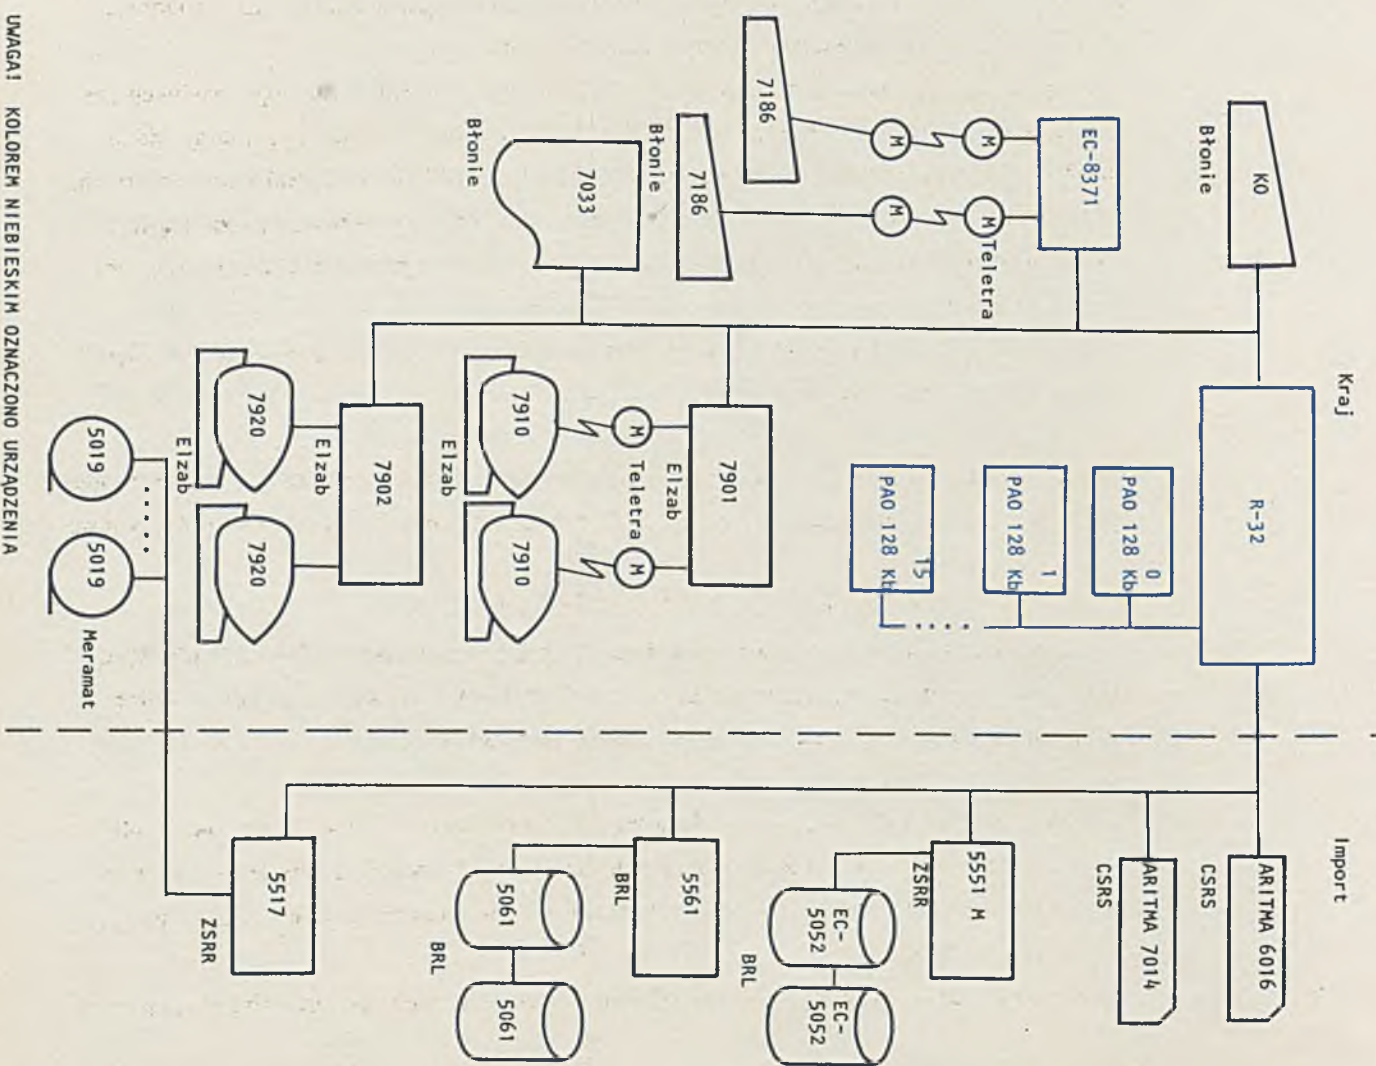 Kraj
Import
KO
Błonie
R-32
ARITMA 6016
CSRS
EC-8371
PAO 128 Kb
0
PAO 128 Kb
1
PAO 128 Kb
15
ARITMA 7014
CSRS
M
M
M
M
Teletra
7186
7186
Błonie
7033
Błonie
5551 M
ZSRR
EC-
5052
EC-
5052
BRL
7901
Elzab
M
M
Teletra
7910
7910
Elzab
5561
BRL
5061
5061
BRL
7902
Elzab
7920
7920
Elzab
5517
ZSRR
5019
.....
5019
Meramat
UWAGA! KOLOREM NIEBIESKIM OZNACZONO URZĄDZENIA